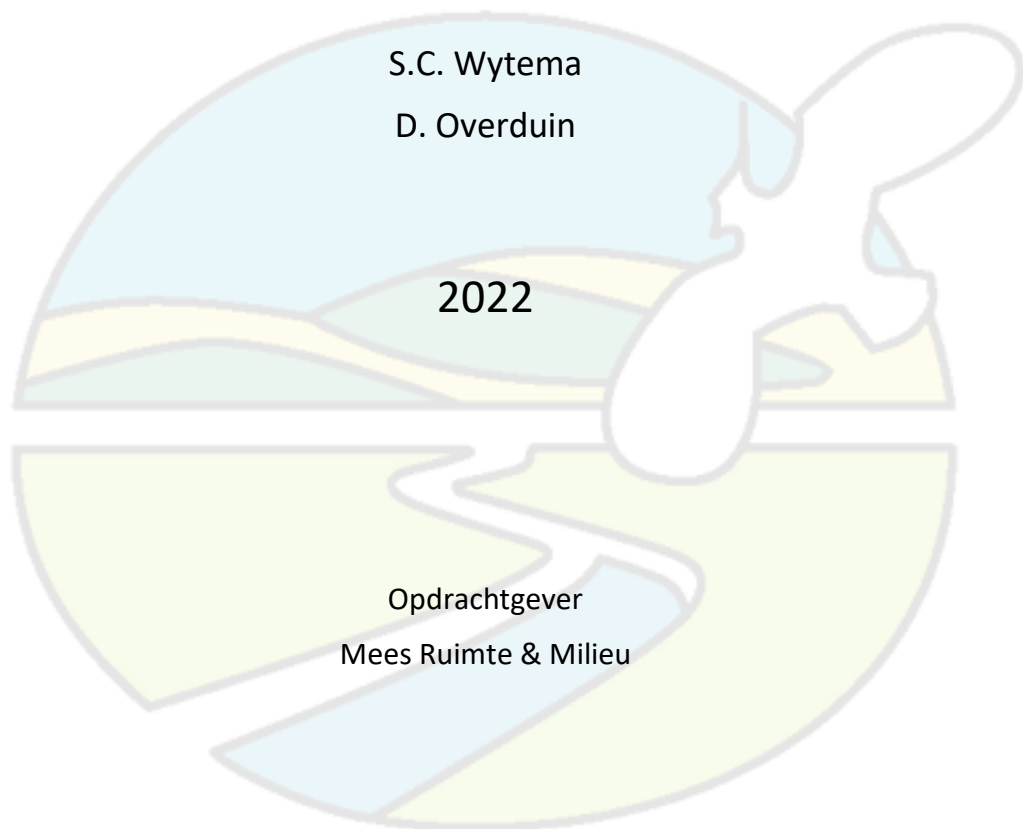 S.C. Wytema
D. Overduin
2022
Opdrachtgever
Mees Ruimte & Milieu